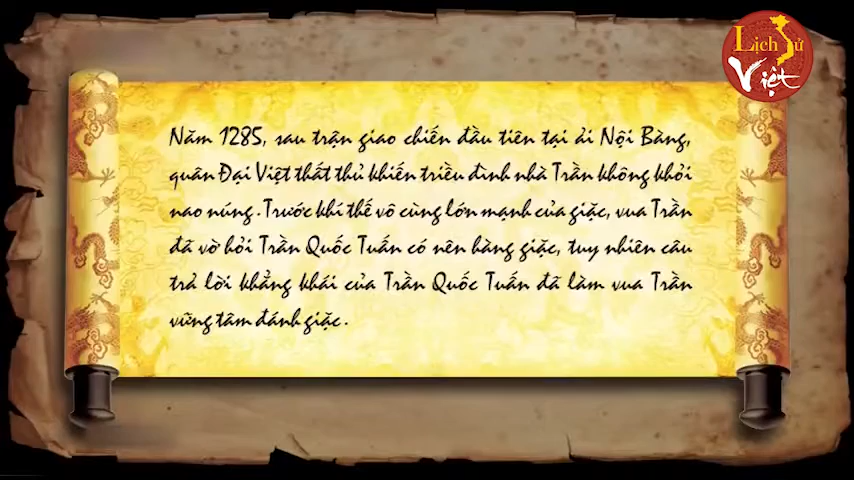 Lịch Sử
Việt
Năm 1285, sau trận giao chiến đầu tiên tại ải Nội Bàng,
quân Đại Việt thất thủ khiến triều đình nhà Trần không khỏi
nao núng. Trước khí thế vô cùng lớn mạnh của giặc, vua Trần
đã vờ hỏi Trần Quốc Tuấn có nên hàng giặc, tuy nhiên câu
trả lời khẳng khái của Trần Quốc Tuấn đã làm vua Trần
vững tâm đánh giặc.